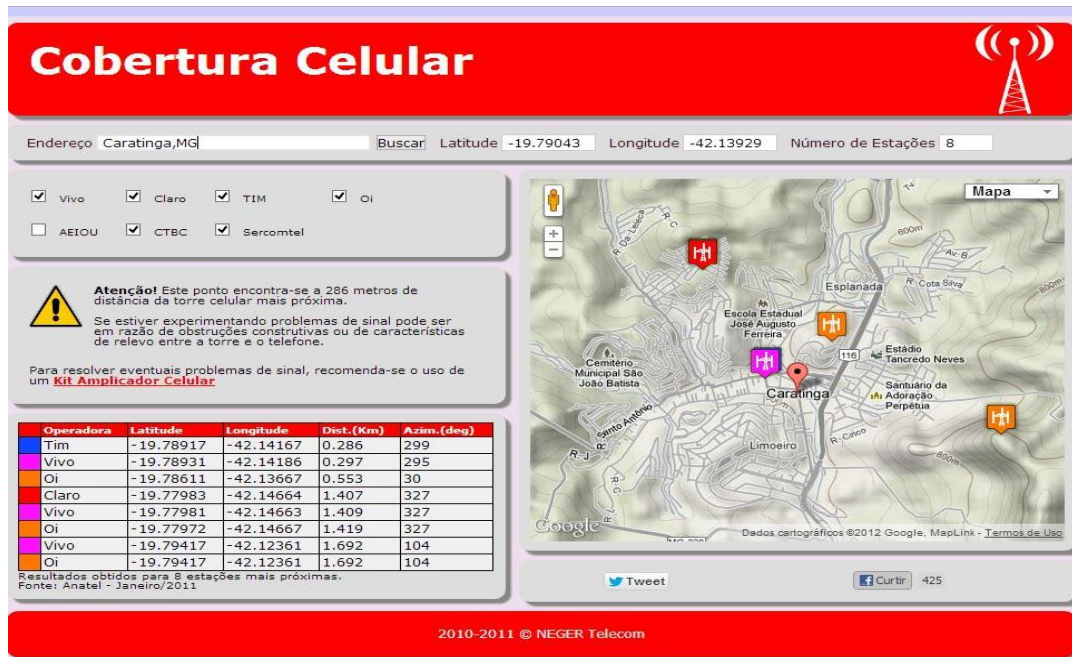 Cobertura Celular
Endereço Caratinga,MG Buscar Latitude -19.79043 Longitude -42.13929 Número de Estações 8
Vivo Claro TIM Oi
AEIOU CTBC Sercomtel
Atenção! Este ponto encontra-se a 286 metros de
distância da torre celular mais próxima.
Se estiver experimentando problemas de sinal pode ser
em razão de obstruções construtivas ou de características
de relevo entre a torre e o telefone.
Para resolver eventuais problemas de sinal, recomenda-se o uso de
um Kit Amplicador Celular
Operadora Latitude Longitude Dist.(Km) Azim.(deg)
Tim -19.78917 -42.14167 0.286 299
Vivo -19.78931 -42.14186 0.297 295
Oi -19.78611 -42.13667 0.553 30
Claro -19.77983 -42.14664 1.407 327
Vivo -19.77981 -42.14663 1.409 327
Oi -19.77972 -42.14667 1.419 327
Vivo -19.79417 -42.12361 1.692 104
Oi -19.79417 -42.12361 1.692 104
Resultados obtidos para 8 estações mais próximas.
Fonte: Anatel - Janeiro/2011
Mapa
R. Da Leca
R. C
600m
Av. B
Esplanada
R. Cota Silva
800m
Escola Estadual
José Augusto
Ferreira
116
Estádio
Tancredo Neves
Cemitério
Municipal São
João Batista
Caratinga
Santuário da
Adoração
Perpétua
R. Santo Antônio
Limoeiro
R. Cinco
R. J
800m
R. G
Google
Dados cartográficos ©2012 Google, MapLink - Termos de Uso
Tweet
Curtir 425
2010-2011 © NEGER Telecom